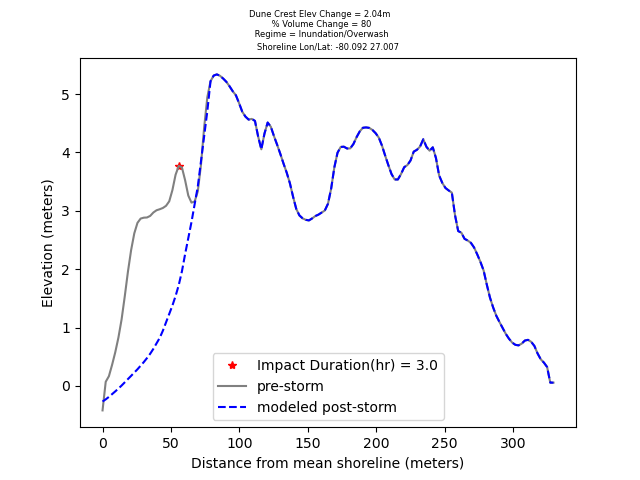 Dune Crest Elev Change = 2.04m
% Volume Change = 80
Regime = Inundation/Overwash
Shoreline Lon/Lat: -80.092 27.007
5
4
3
2
1
0
Elevation (meters)
Impact Duration(hr) = 3.0
pre-storm
modeled post-storm
0 50 100 150 200 250 300
Distance from mean shoreline (meters)